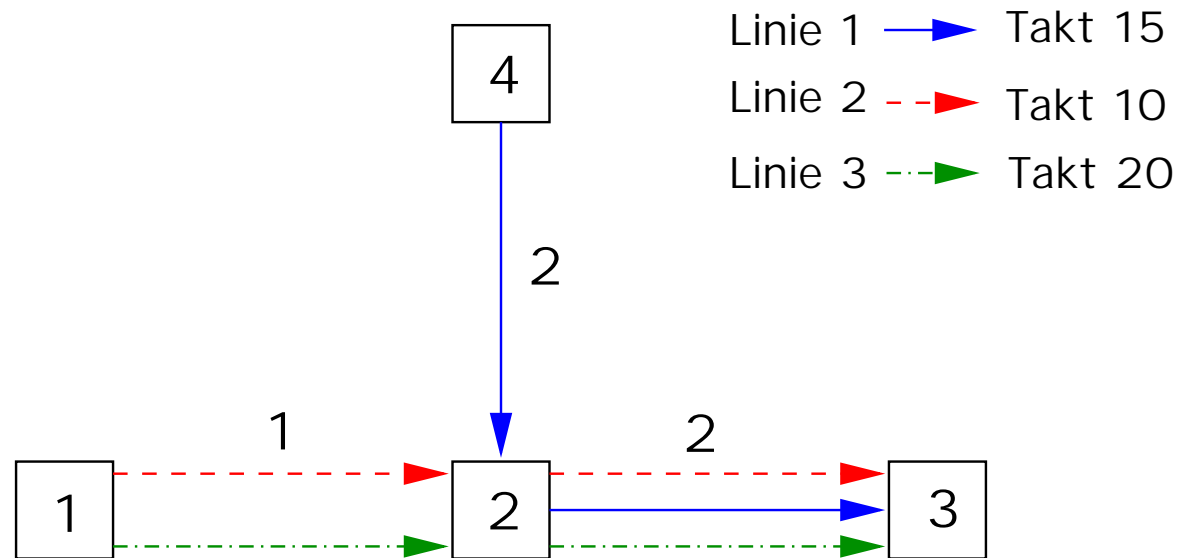 Linie 1 Takt 15
4
Linie 2 Takt 10
Linie 3 Takt 20
2
1 2
1 2 3